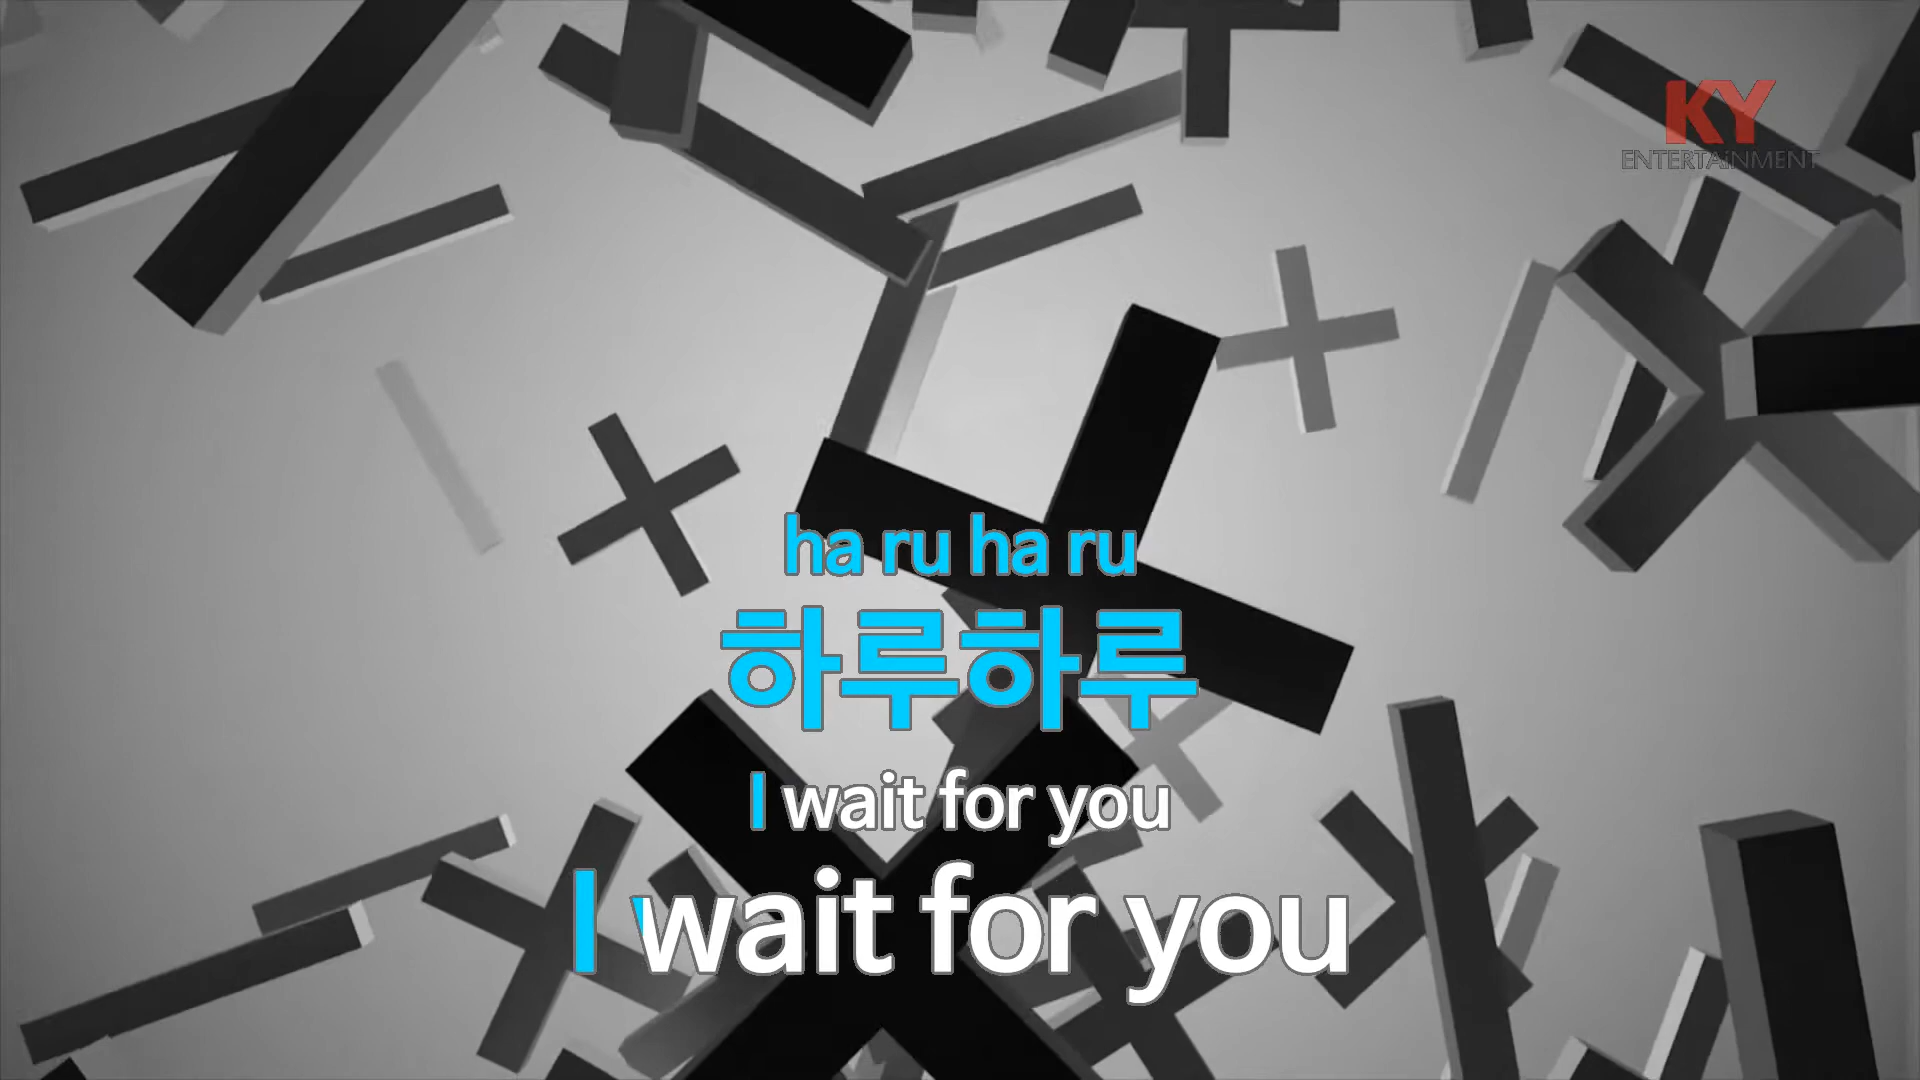 KY
ENTERTAINMENT
ha ru ha ru
하루하루
I wait for you
I wait for you